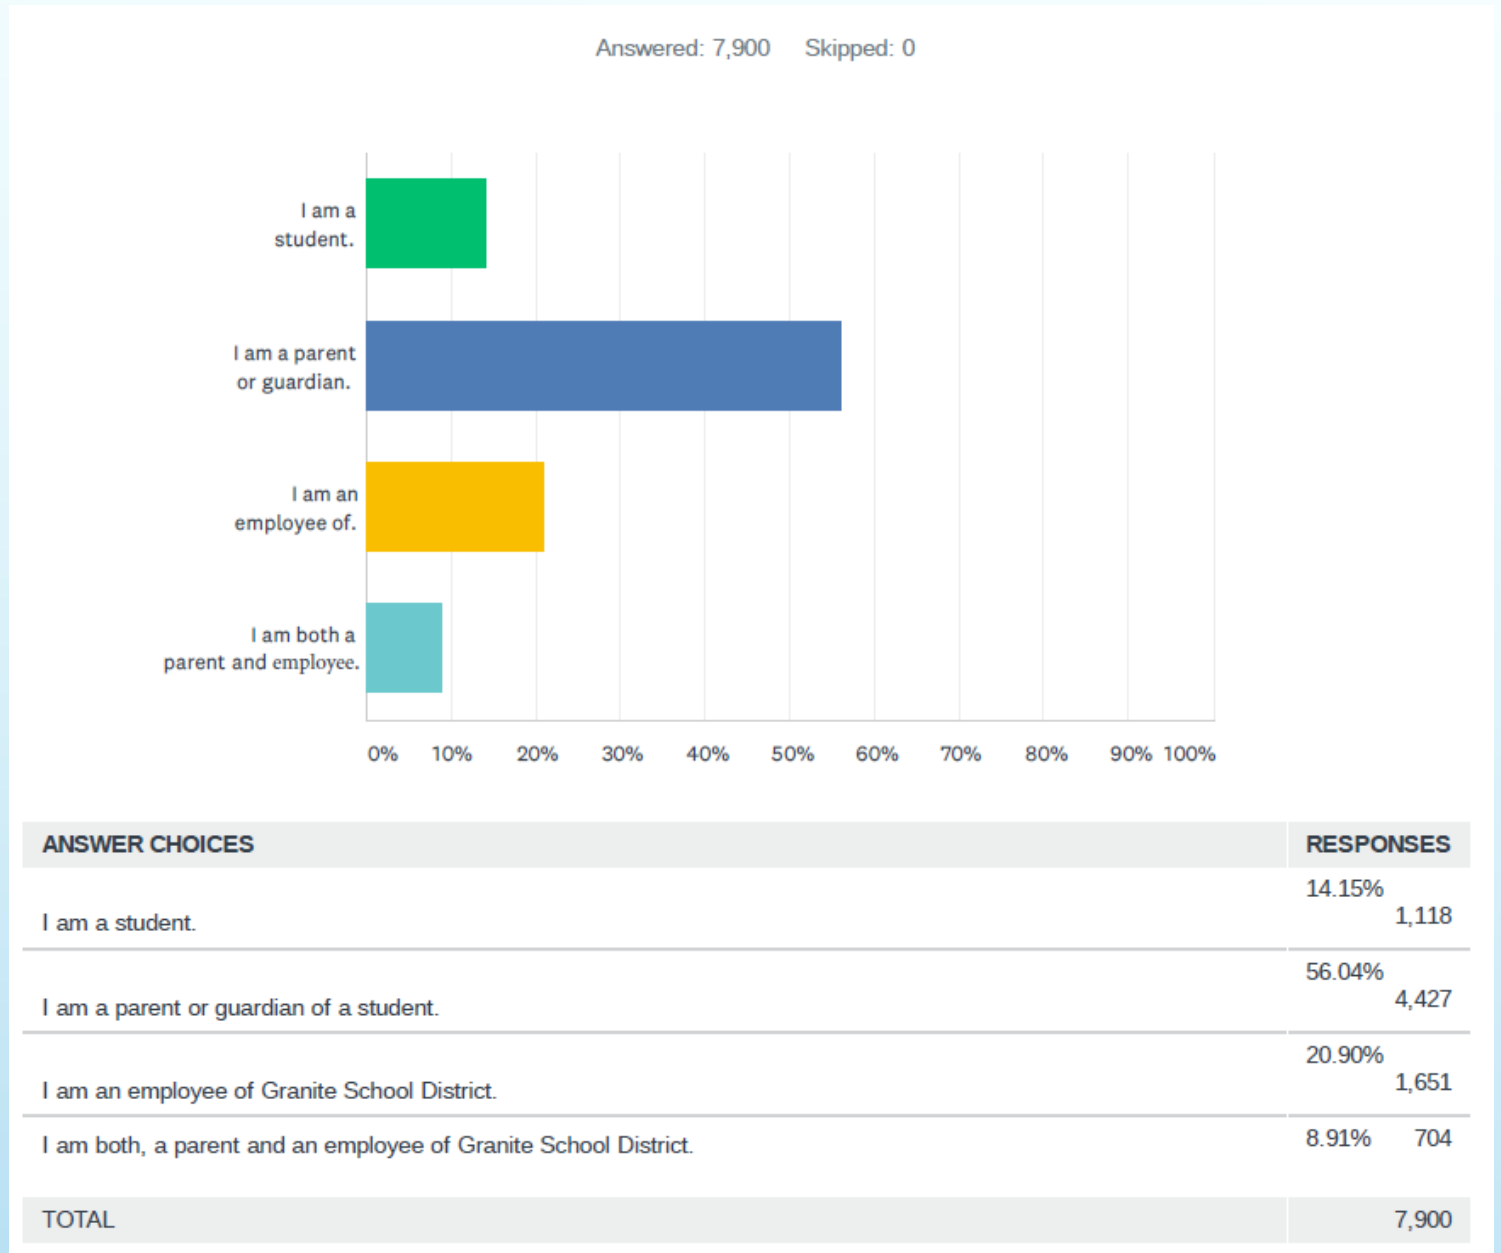 Answered: 7,900 Skipped: 0
I am a
student.
I am a parent
or guardian.
I am an
employee of.
I am both a
parent and employee.
0% 10% 20% 30% 40% 50% 60% 70% 80% 90% 100%
ANSWER CHOICES RESPONSES
14.15%
I am a student. 1,118
56.04%
I am a parent or guardian of a student. 4,427
20.90%
I am an employee of Granite School District. 1,651
I am both, a parent and an employee of Granite School District. 8.91% 704
TOTAL 7,900